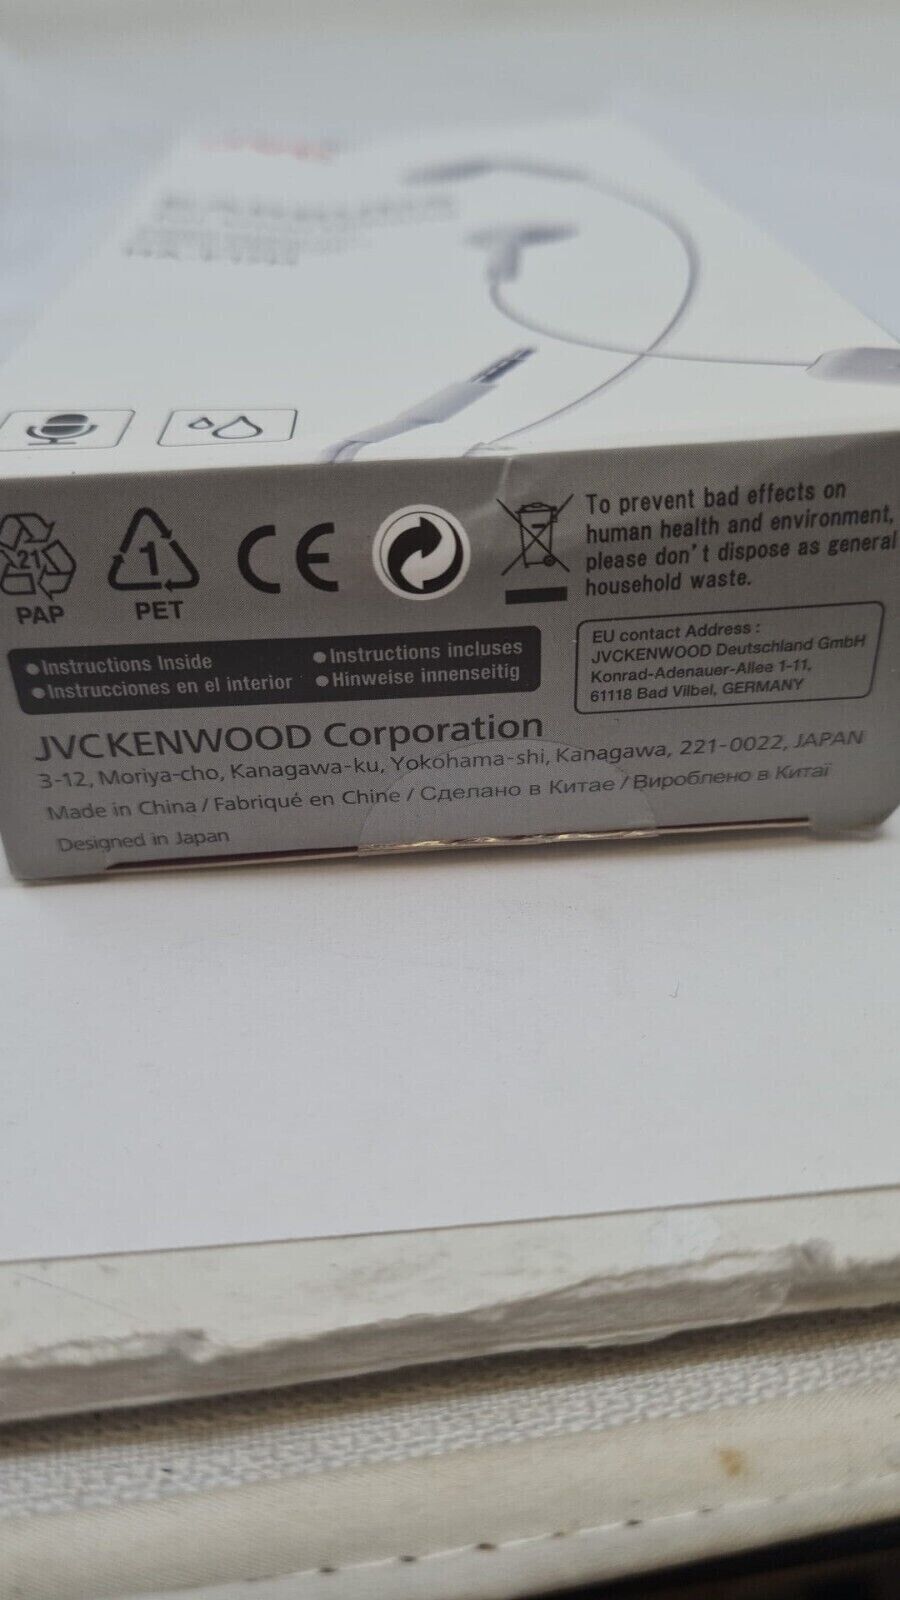 21
PAP
1
PET
CE
To prevent bad effects on
human health and environment,
please don't dispose as general
household waste.
● Instructions Inside
● Instrucciones en el interior
● Instructions incluses
● Hinweise innenseitig
EU contact Address :
JVCKENWOOD Deutschland GmbH
Konrad-Adenauer-Allee 1-11,
61118 Bad Vilbel, GERMANY
JVCKENWOOD Corporation
3-12, Moriya-cho, Kanagawa-ku, Yokohama-shi, Kanagawa, 221-0022, JAPAN
Made in China / Fabriqué en Chine / Сделано в Китае / Вироблено в Китаї
Designed in Japan